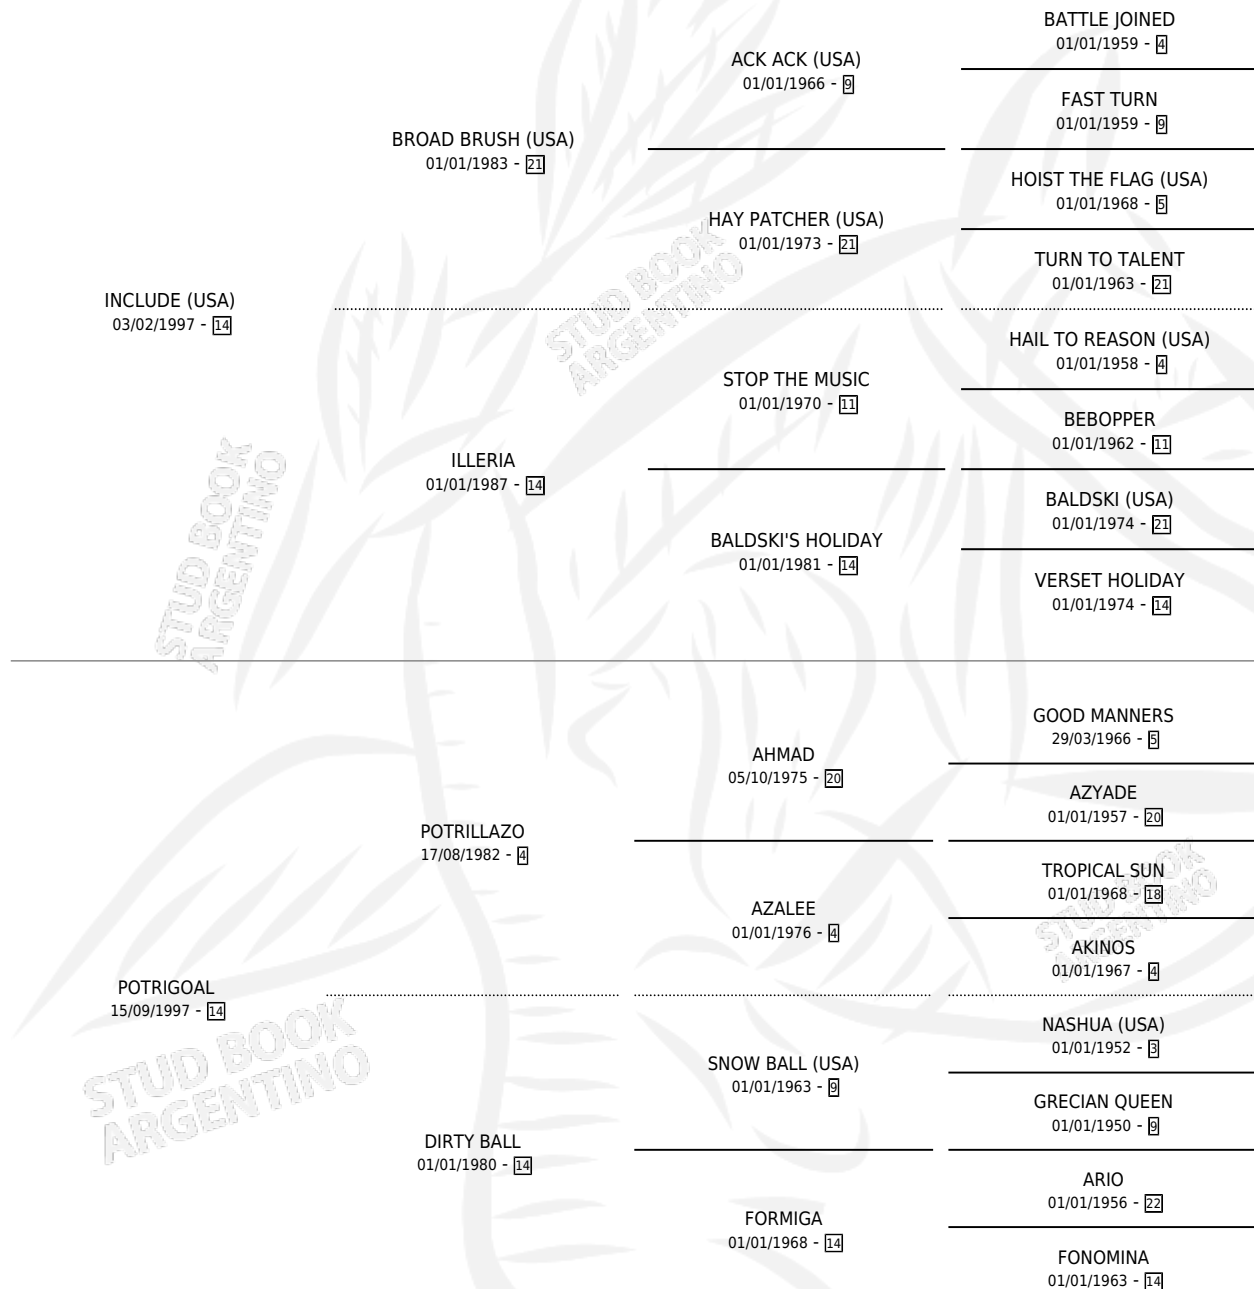 BATTLE JOINED
01/01/1959 - 4
ACK ACK (USA)
01/01/1966 - 9
FAST TURN
01/01/1959 - 9
BROAD BRUSH (USA)
01/01/1983 - 21
HOIST THE FLAG (USA)
01/01/1968 - 5
HAY PATCHER (USA)
01/01/1973 - 21
TURN TO TALENT
01/01/1963 - 21
INCLUDE (USA)
03/02/1997 - 14
STUD BOOK
ARGENTINO
HAIL TO REASON (USA)
01/01/1958 - 4
STOP THE MUSIC
01/01/1970 - 11
BEBOPPER
01/01/1962 - 11
ILLERIA
01/01/1987 - 14
BALDSKI (USA)
01/01/1974 - 21
BALDSKI'S HOLIDAY
01/01/1981 - 14
VERSET HOLIDAY
01/01/1974 - 14
STUD BOOK
ARGENTINO
GOOD MANNERS
29/03/1966 - 5
AHMAD
05/10/1975 - 20
AZYADE
01/01/1957 - 20
POTRILLAZO
17/08/1982 - 4
TROPICAL SUN
01/01/1968 - 18
AZALEE
01/01/1976 - 4
STUD BOOK
ARGENTINO
AKINOS
01/01/1967 - 4
POTRIGOAL
15/09/1997 - 14
STUD BOOK
ARGENTINO
NASHUA (USA)
01/01/1952 - 3
SNOW BALL (USA)
01/01/1963 - 9
GRECIAN QUEEN
01/01/1950 - 9
DIRTY BALL
01/01/1980 - 14
ARIO
01/01/1956 - 22
FORMIGA
01/01/1968 - 14
FONOMINA
01/01/1963 - 14